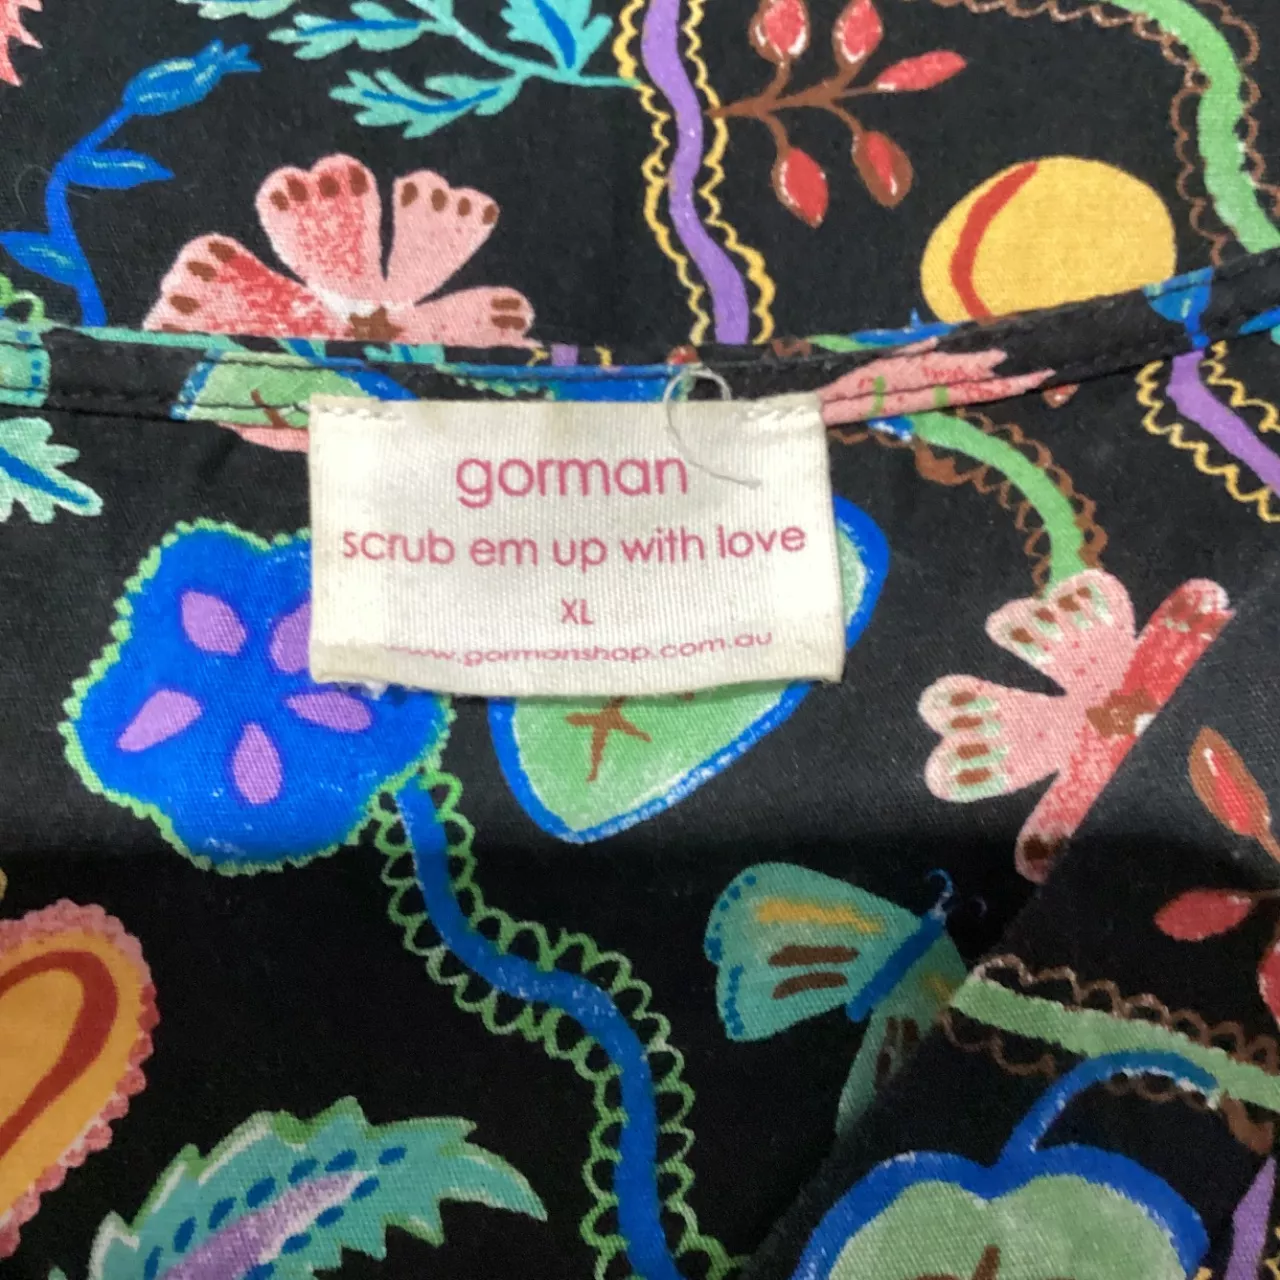 gorman
scrub em up with love
XL
www.gormanshop.com.au